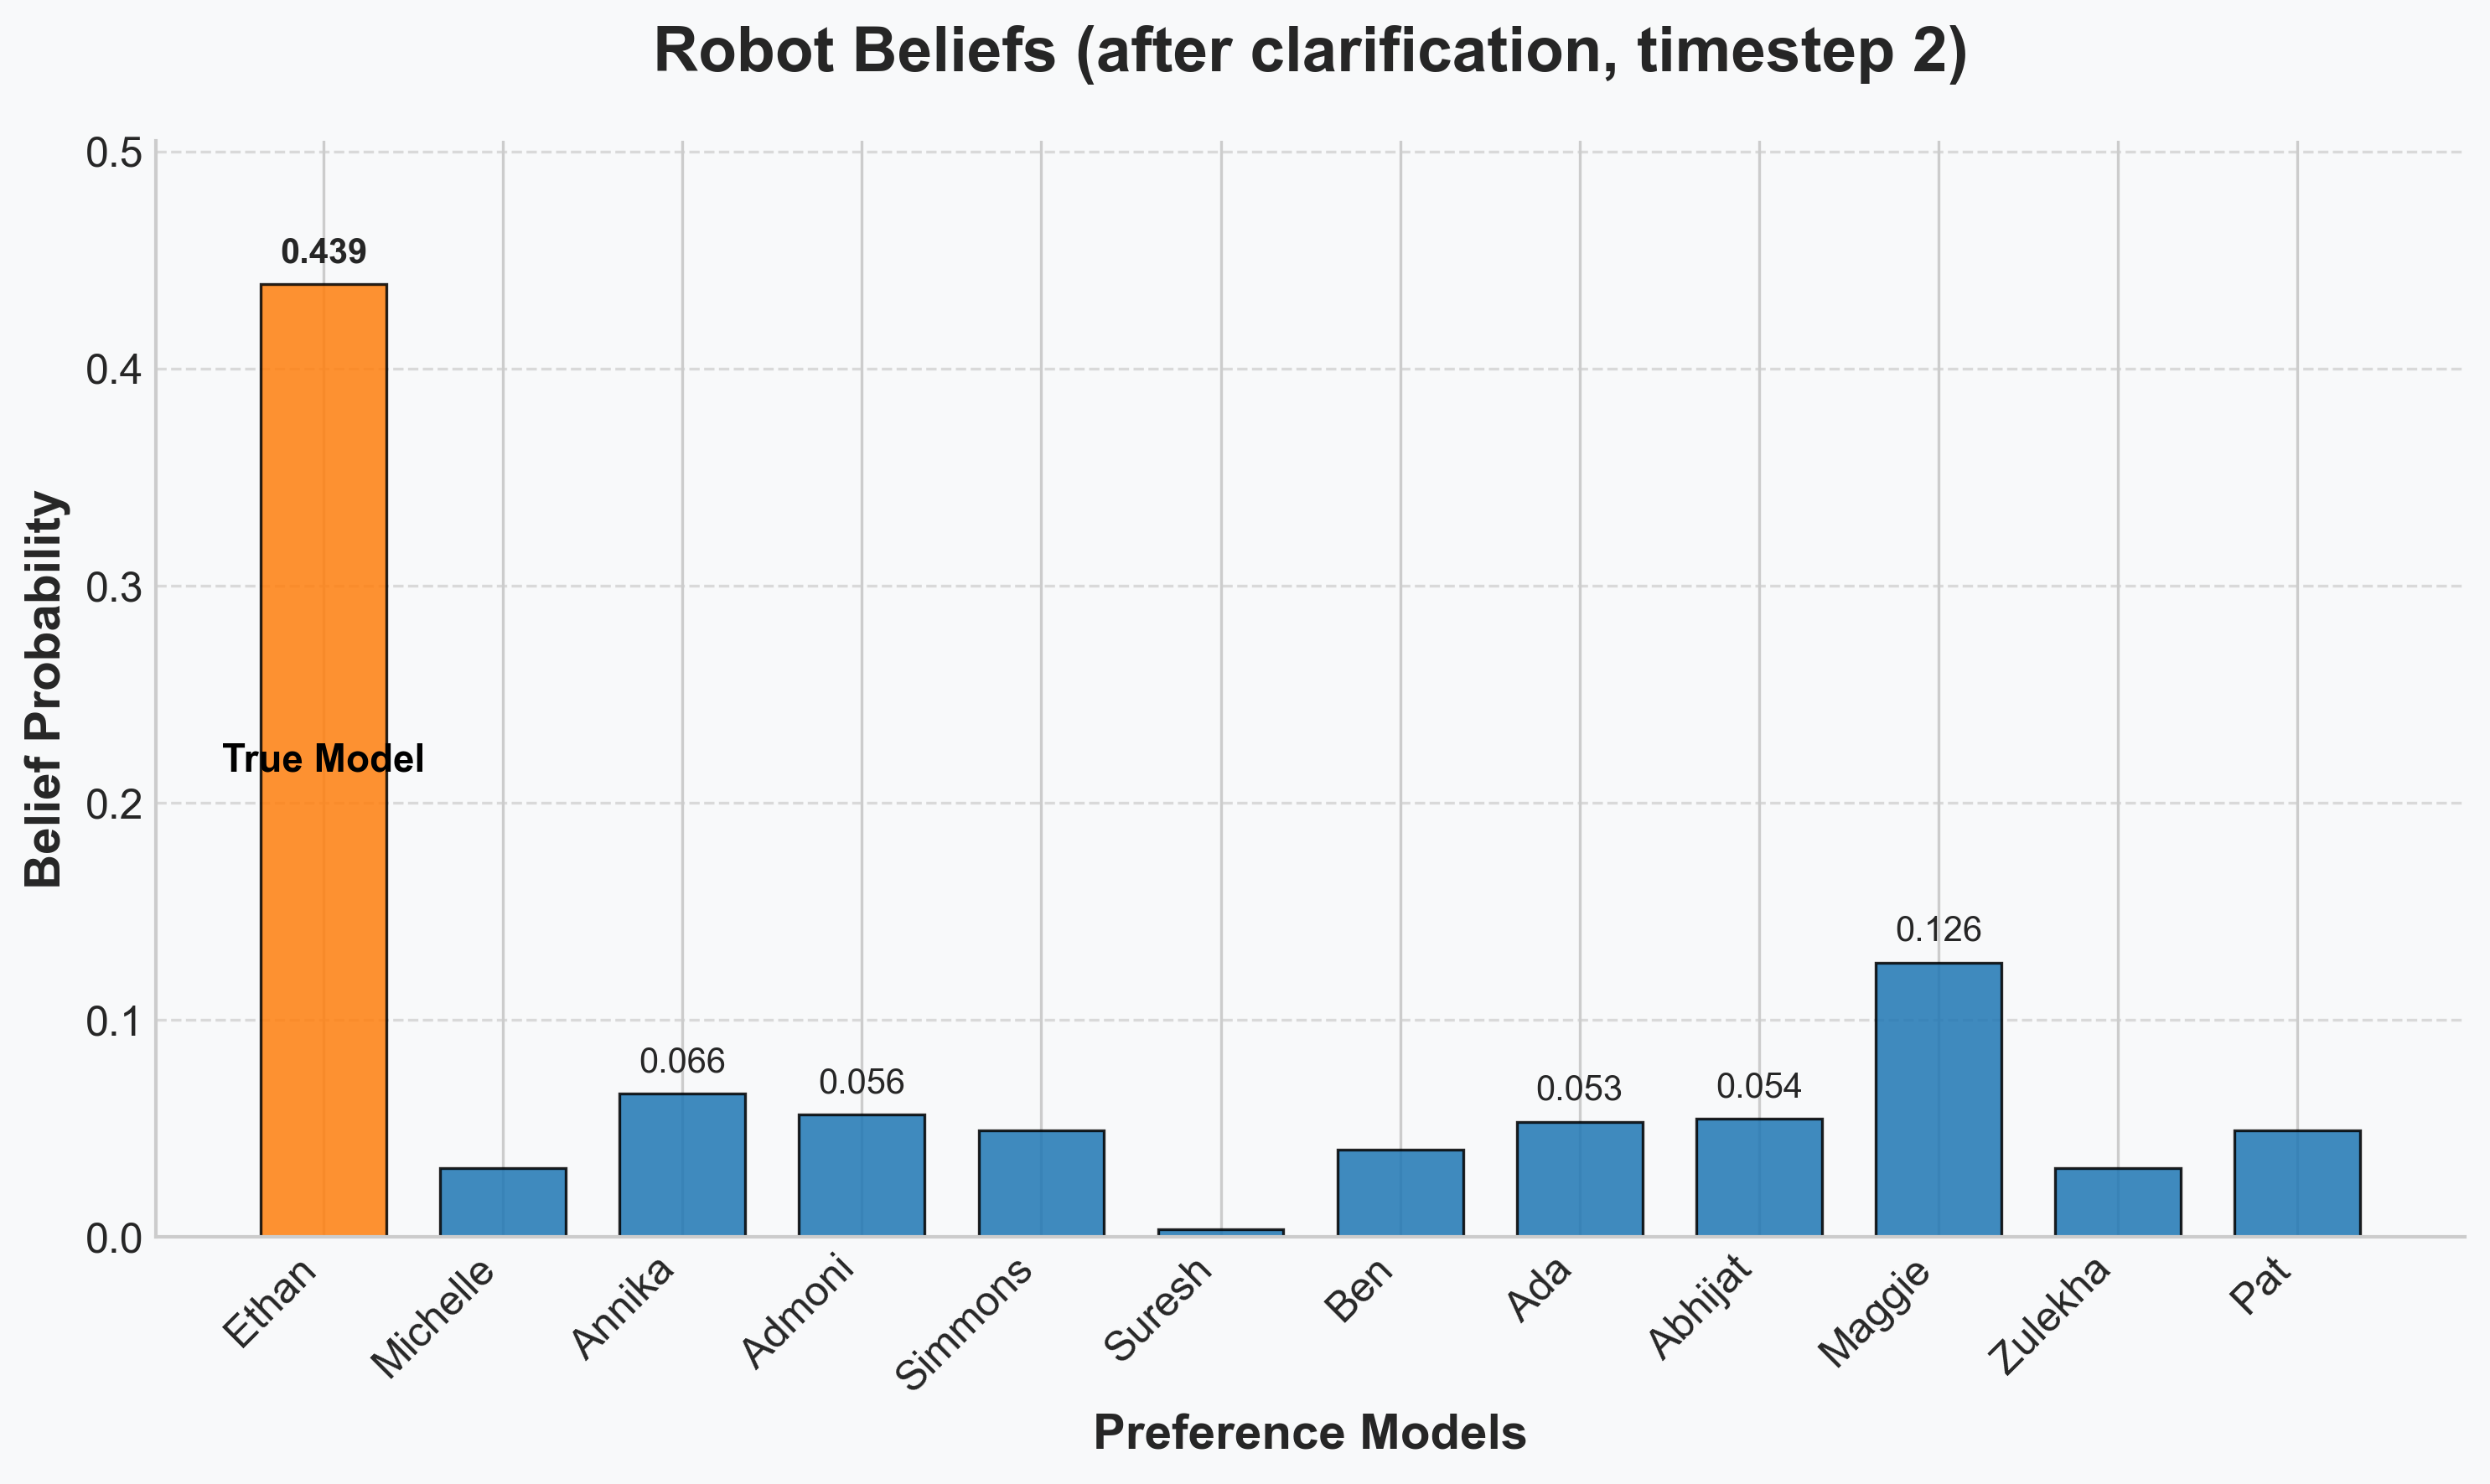 Robot Beliefs (after clarification, timestep 2)
Belief Probability
0.5
0.4
0.3
0.2
0.1
0.0
0.439
True Model
0.066
0.056
0.053
0.054
0.126
Ethan
Michelle
Annika
Admoni
Simmons
Suresh
Ben
Ada
Abhijat
Maggie
Zulekha
Pat
Preference Models